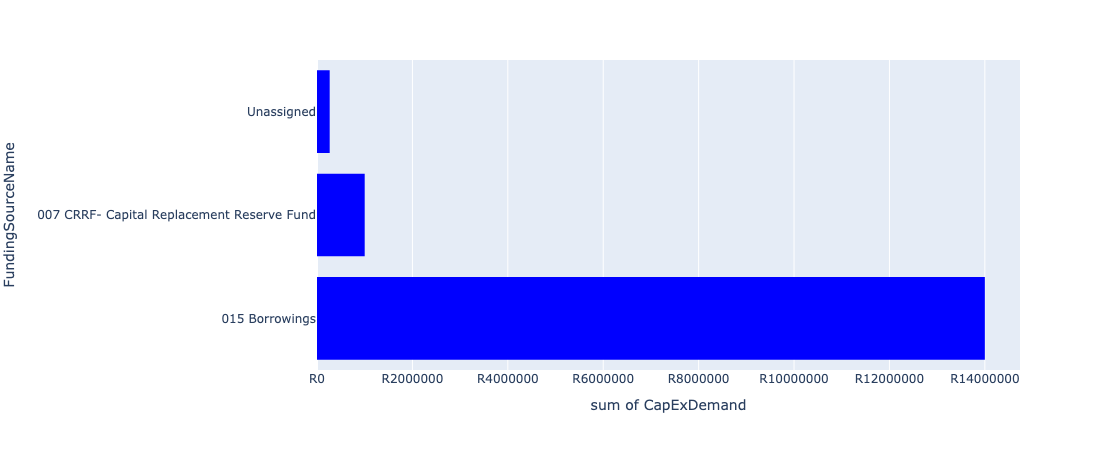 FundingSourceName
Unassigned
007 CRRF- Capital Replacement Reserve Fund
015 Borrowings
R0 R2000000 R4000000 R6000000 R8000000 R10000000 R12000000 R14000000
sum of CapExDemand